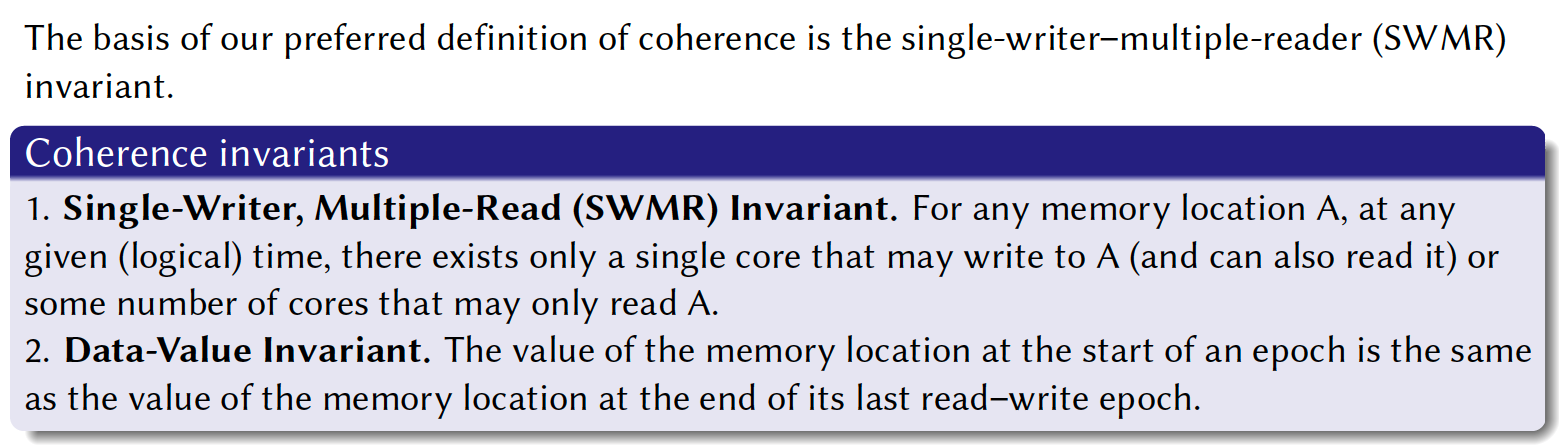 The basis of our preferred definition of coherence is the single-writer–multiple-reader (SWMR)
invariant.
Coherence invariants
1. Single-Writer, Multiple-Read (SWMR) Invariant. For any memory location A, at any
given (logical) time, there exists only a single core that may write to A (and can also read it) or
some number of cores that may only read A.
2. Data-Value Invariant. The value of the memory location at the start of an epoch is the same
as the value of the memory location at the end of its last read–write epoch.